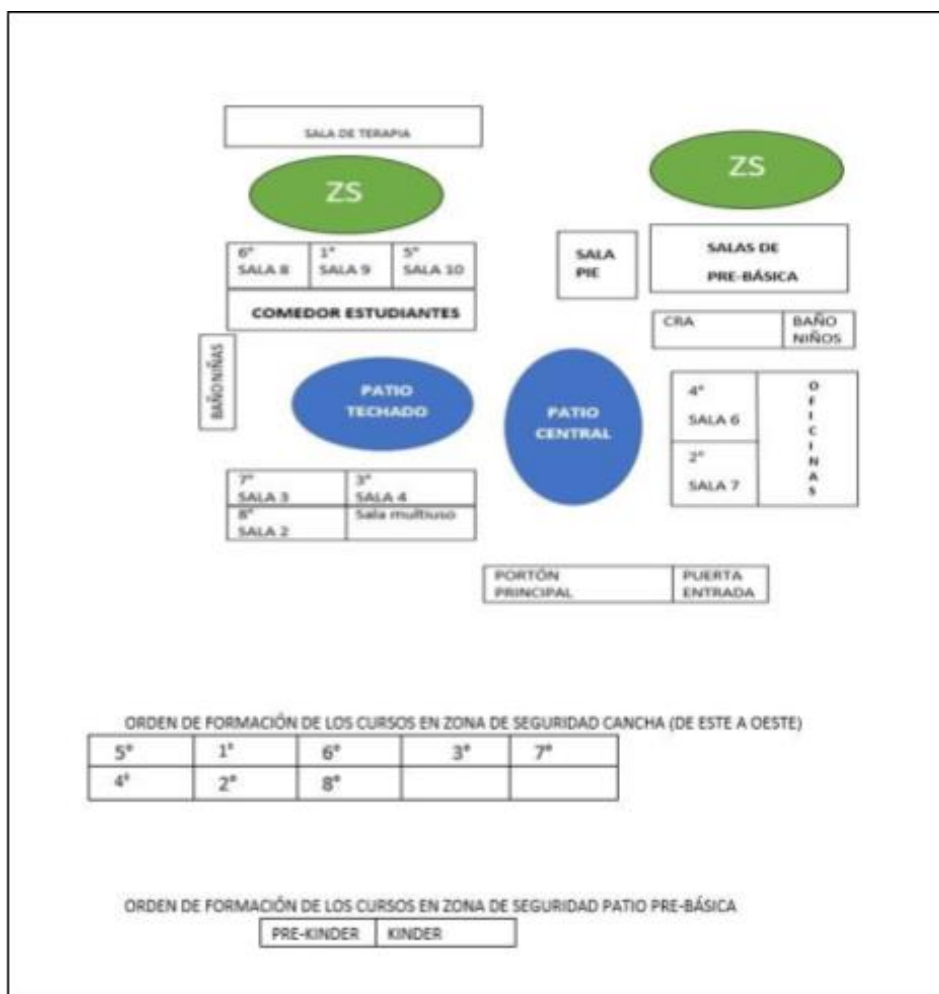 SALA DE TERAPIA
ZS
ZS
6°
SALA 8
1°
SALA 9
5°
SALA 10
SALA
PIE
SALAS DE
PRE-BÁSICA
COMEDOR ESTUDIANTES
CRA
BAÑO
NIÑOS
BAÑO NIÑAS
PATIO
TECHADO
PATIO
CENTRAL
4°
SALA 6
2°
SALA 7
OFICINAS
7°
SALA 3
3°
SALA 4
8°
SALA 2
Sala multiuso
PORTÓN
PRINCIPAL
PUERTA
ENTRADA
ORDEN DE FORMACIÓN DE LOS CURSOS EN ZONA DE SEGURIDAD CANCHA (DE ESTE A OESTE)
5° 1° 6° 3° 7°
4° 2° 8°
ORDEN DE FORMACIÓN DE LOS CURSOS EN ZONA DE SEGURIDAD PATIO PRE-BÁSICA
PRE-KINDER KINDER